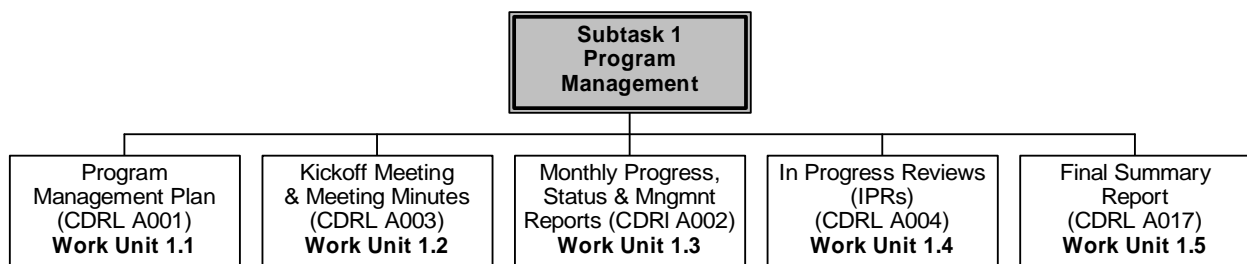 Subtask 1
Program
Management
Program
Management Plan
(CDRL A001)
Work Unit 1.1
Kickoff Meeting
& Meeting Minutes
(CDRL A003)
Work Unit 1.2
Monthly Progress,
Status & Mngmnt
Reports (CDRl A002)
Work Unit 1.3
In Progress Reviews
(IPRs)
(CDRL A004)
Work Unit 1.4
Final Summary
Report
(CDRL A017)
Work Unit 1.5